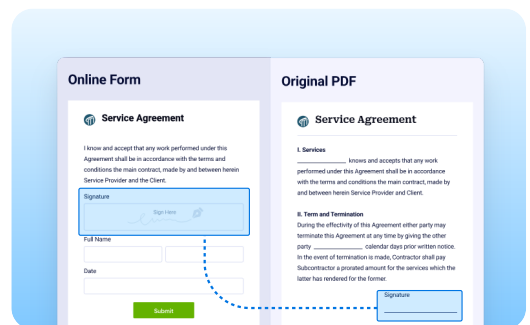 Online Form
Service Agreement
I know and accept that any work performed under this
Agreement shall be in accordance with the terms and
conditions the main contract, made by and between herein
Service Provider and the Client.
Signature
Sign Here
Full Name
Date
Submit
Original PDF
Service Agreement
I. Services
____________ knows and accepts that any work
performed under this Agreement shall be in accordance
with the terms and conditions the main contract, made by
and between herein Service Provider and the Client.
II. Term and Termination
During the effectivity of this Agreement either party may
terminate this Agreement at any time by giving the other
party ____________ calendar days prior written notice.
In the event of termination is made, Contractor shall pay
Subcontractor a prorated amount for the services which the
latter has rendered for the former.
Signature